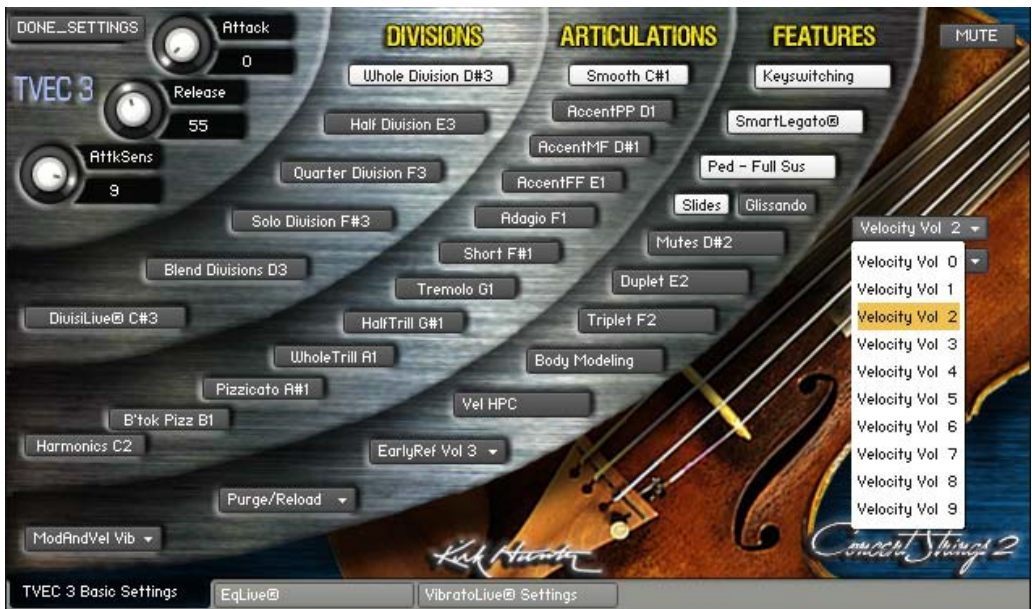 DONE_SETTINGS
Attack
0
TVEC 3
Release
55
AttkSens
9
DIVISIONS
Whole Division D#3
Half Division E3
Quarter Division F3
Solo Division F#3
Blend Divisions D3
DivisiLive® C#3
ARTICULATIONS
Smooth C#1
AccentPP D1
AccentMF D#1
AccentFF E1
Adagio F1
Short F#1
Tremolo G1
HalfTrill G#1
WholeTrill A1
Pizzicato A#1
B'tok Pizz B1
Harmonics C2
FEATURES
Keyswitching
SmartLegato®
Ped - Full Sus
Slides Glissando
Mutes D#2
Duplet E2
Triplet F2
Body Modeling
Vel HPC
EarlyRef Vol 3
Purge/Reload
ModAndVel Vib
MUTE
Velocity Vol 2
Velocity Vol 0
Velocity Vol 1
Velocity Vol 2
Velocity Vol 3
Velocity Vol 4
Velocity Vol 5
Velocity Vol 6
Velocity Vol 7
Velocity Vol 8
Velocity Vol 9
Kirk Hunter
Concert Strings 2
TVEC 3 Basic Settings
EqLive®
VibratoLive® Settings